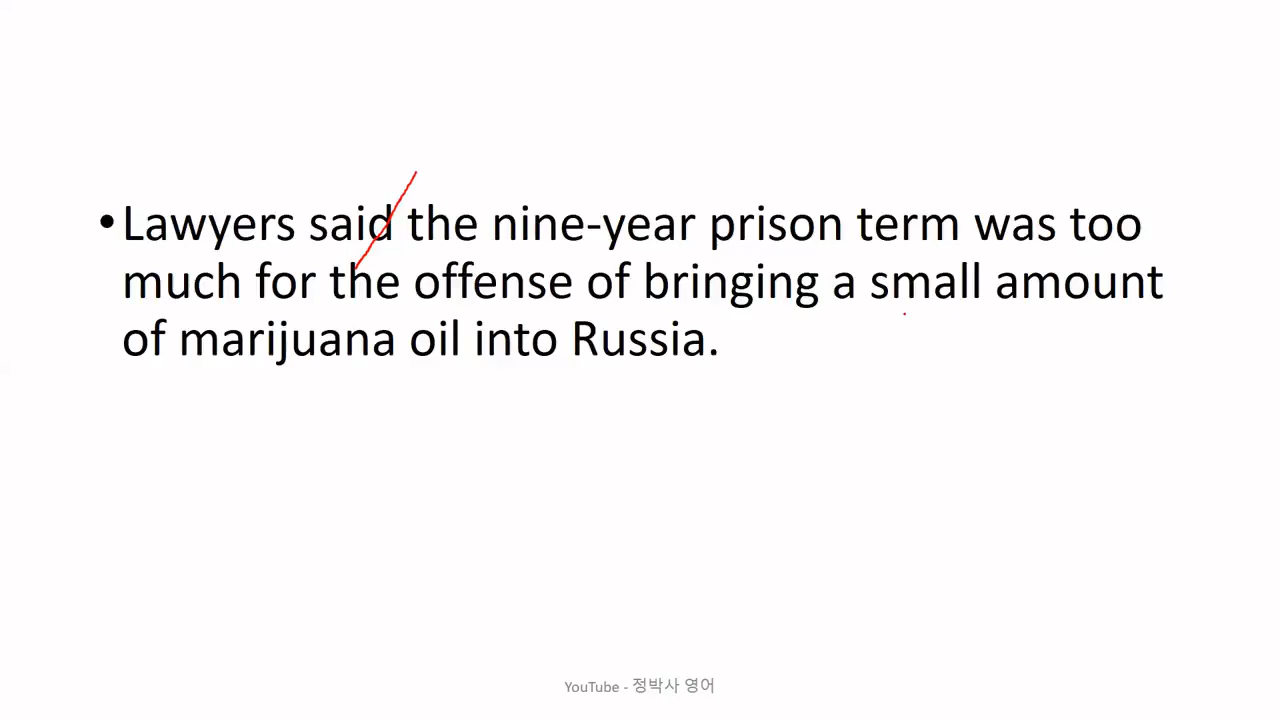 •Lawyers said the nine-year prison term was too
much for the offense of bringing a small amount
of marijuana oil into Russia.
YouTube - 정박사 영어